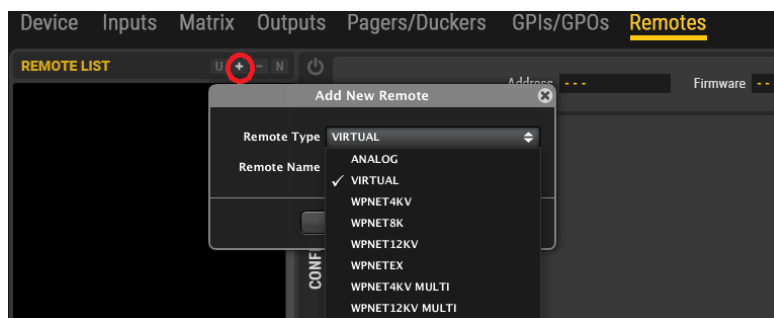 Device Inputs Matrix Outputs Pagers/Duckers GPIs/GPOs Remotes
REMOTE LIST U + - N
Address - - - Firmware - -
Add New Remote
Remote Type VIRTUAL
Remote Name
ANALOG
✓ VIRTUAL
WPNET4KV
WPNET8K
WPNET12KV
WPNETEX
WPNET4KV MULTI
WPNET12KV MULTI